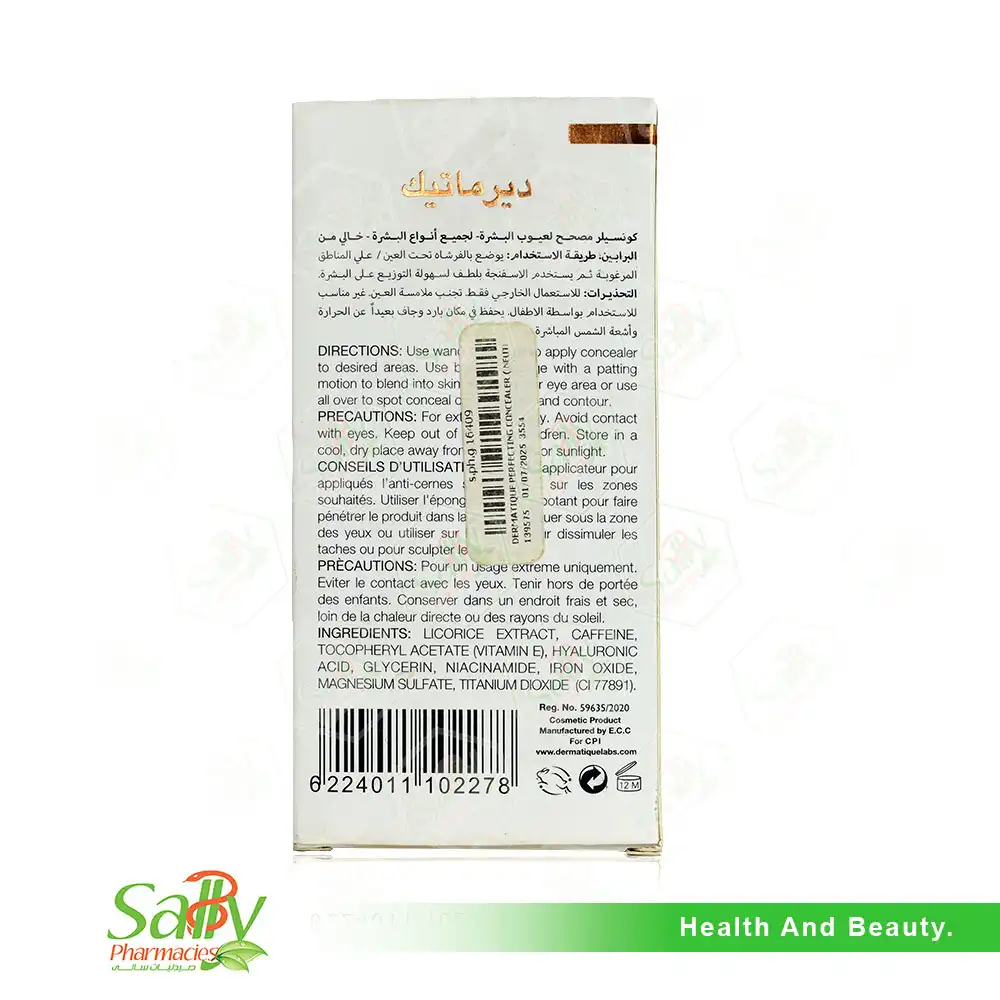 ديرماتيك
كونسيلر مصحح لعيوب البشرة- لجميع أنواع البشرة - خالي من
البرابين، طريقة الاستخدام: يوضع بالفرشاه تحت العين / علي المناطق
المرغوبة ثم يستخدم الاسفنجة بلطف لسهولة التوزيع على البشرة.
التحذيرات: للاستعمال الخارجي فقط. تجنب ملامسة العين. غير مناسب
للاستخدام بواسطة الاطفال. يحفظ في مكان بارد وجاف بعيداً عن الحرارة
وأشعة الشمس المباشرة
DIRECTIONS: Use apply concealer
to desired areas. Use with a patting
motion to blend into skin eye area or use
all over to spot conceal and contour.
PRECAUTIONS: For Avoid contact
with eyes. Keep out of Store in a
cool, dry place away or sunlight.
CONSEILS D'UTILISATI applicateur pour
appliqués l'anti-cernes sur les zones
souhaités. Utiliser pour faire
pénétrer le produit dans sous la zone
des yeux ou utiliser sur dissimuler les
taches ou pour sculpter le
PRÈCAUTIONS: Pour un usage extreme uniquement.
Eviter le contact avec les yeux. Tenir hors de portée
des enfants. Conserver dans un endroit frais et sec,
loin de la chaleur directe ou des rayons du soleil.
INGREDIENTS: LICORICE EXTRACT, CAFFEINE,
TOCOPHERYL ACETATE (VITAMIN E), HYALURONIC
ACID, GLYCERIN, NIACINAMIDE, IRON OXIDE,
MAGNESIUM SULFATE, TITANIUM DIOXIDE (CI 77891).
s.ph.g 16409
DERMATIQUE PERFECTING CONCEALER
139575 01/07/2025 3554
Reg. No. 59635/2020
Cosmetic Product
Manufactured by E.C.C
For CPI
www.dermatiquelabs.com
6 224011 102278
12 M
Sally
Pharmacies
صيدليات سالى
Health And Beauty.